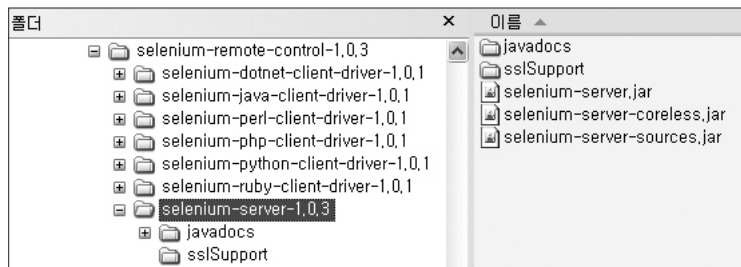 폴더
selenium-remote-control-1.0.3
selenium-dotnet-client-driver-1.0.1
selenium-java-client-driver-1.0.1
selenium-perl-client-driver-1.0.1
selenium-php-client-driver-1.0.1
selenium-python-client-driver-1.0.1
selenium-ruby-client-driver-1.0.1
selenium-server-1.0.3
javadocs
sslSupport
이름
javadocs
sslSupport
selenium-server.jar
selenium-server-coreless.jar
selenium-server-sources.jar